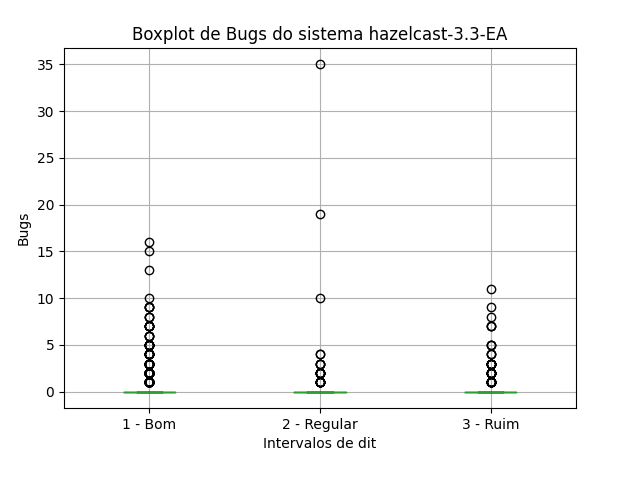 Boxplot de Bugs do sistema hazelcast-3.3-EA
35
30
25
20
15
10
5
0
Bugs
1 - Bom
2 - Regular
3 - Ruim
Intervalos de dit